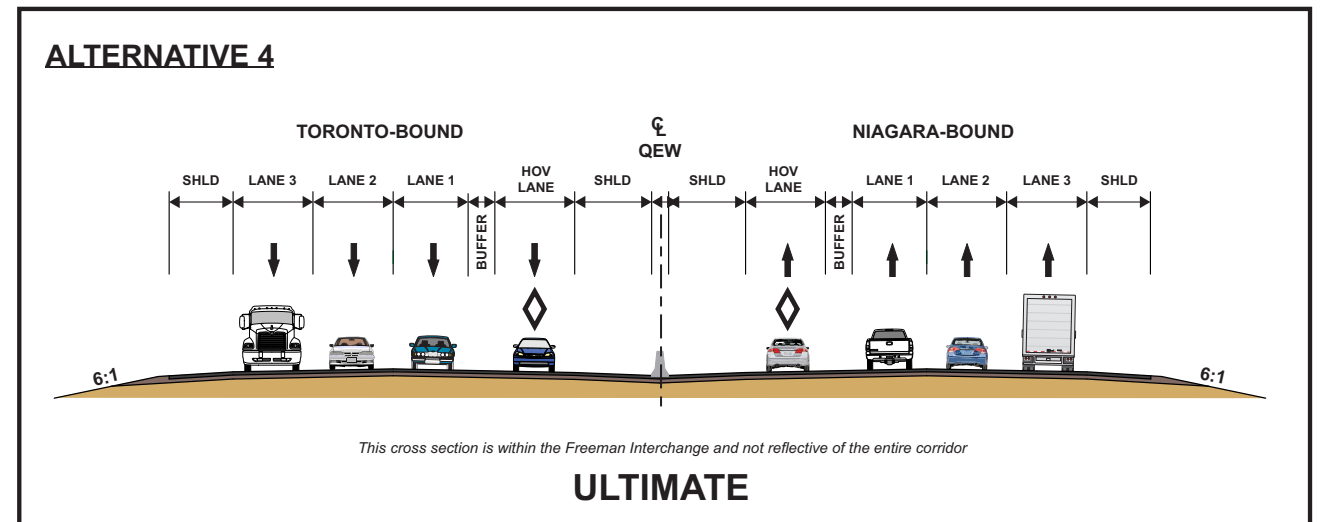 ALTERNATIVE 4
TORONTO-BOUND
℄
QEW
NIAGARA-BOUND
SHLD
LANE 3
LANE 2
LANE 1
BUFFER
HOV
LANE
SHLD
SHLD
HOV
LANE
BUFFER
LANE 1
LANE 2
LANE 3
SHLD
6:1
6:1
This cross section is within the Freeman Interchange and not reflective of the entire corridor
ULTIMATE